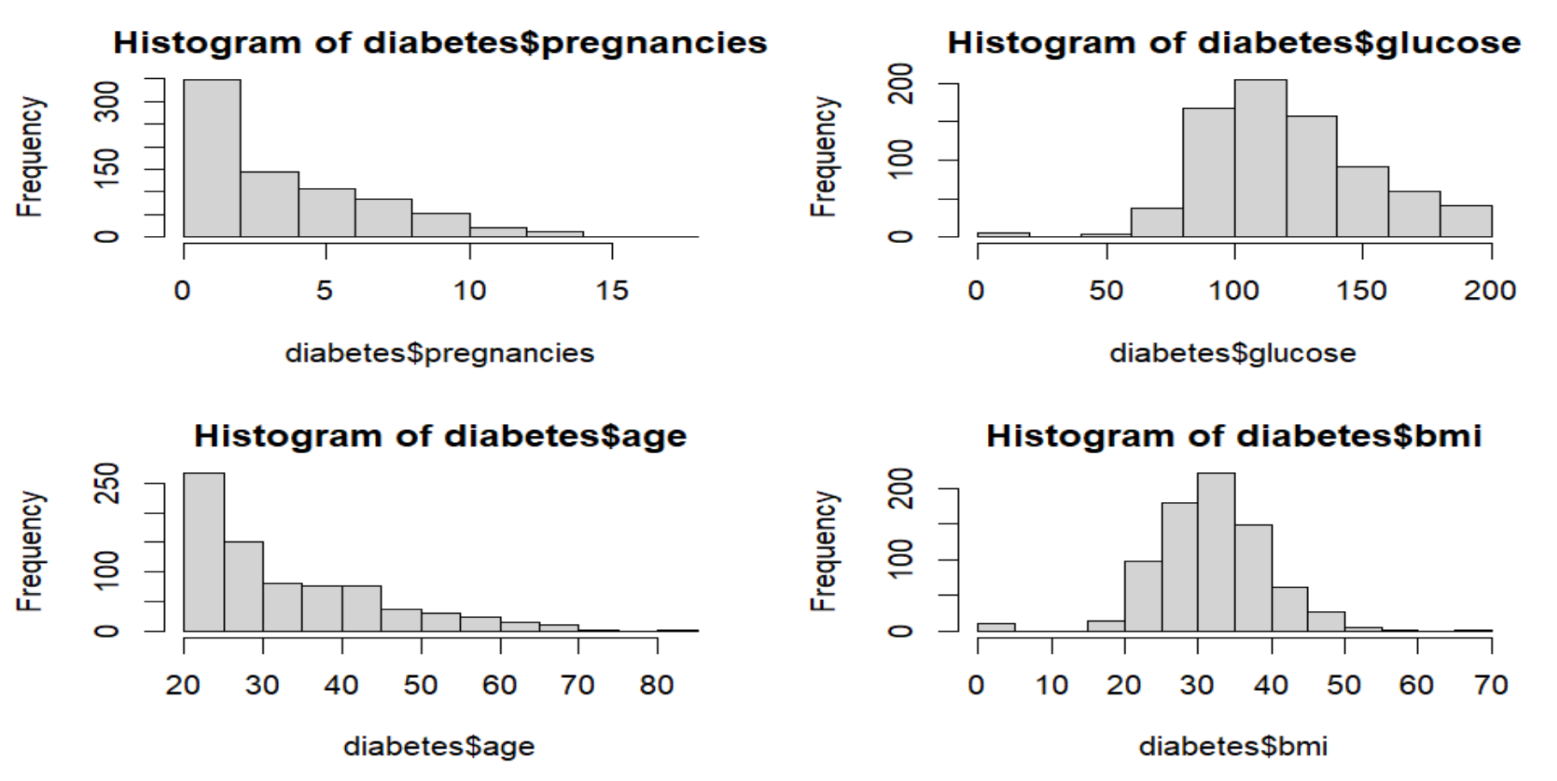 Histogram of diabetes$pregnancies
Frequency
0 150 300
0 5 10 15
diabetes$pregnancies
Histogram of diabetes$glucose
Frequency
0 100 200
0 50 100 150 200
diabetes$glucose
Histogram of diabetes$age
Frequency
0 100 250
20 30 40 50 60 70 80
diabetes$age
Histogram of diabetes$bmi
Frequency
0 100 200
0 10 20 30 40 50 60 70
diabetes$bmi